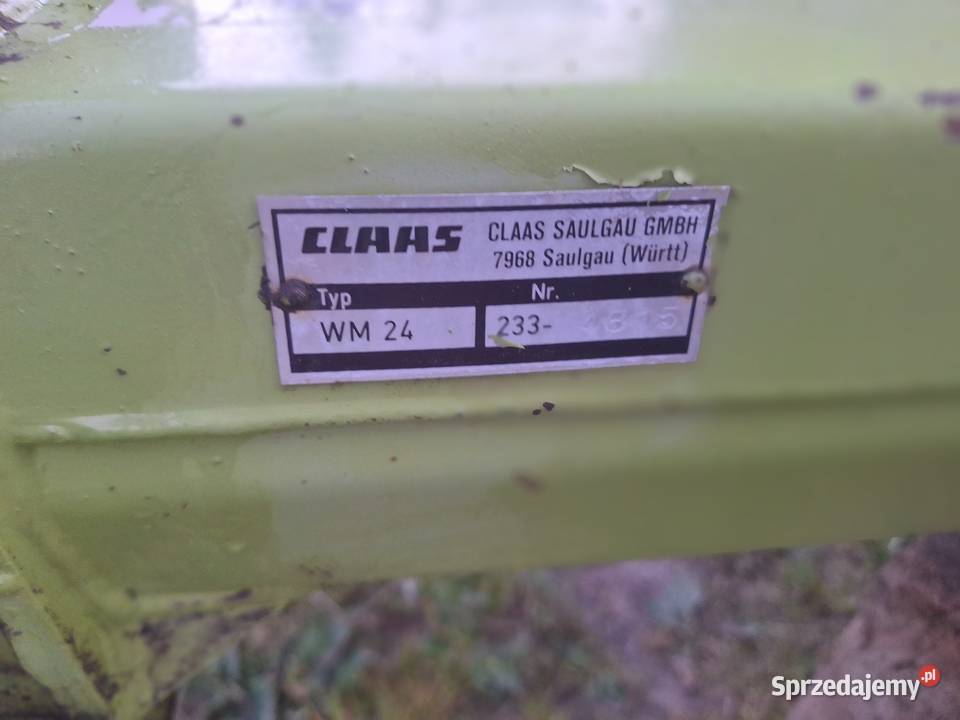 CLAAS
CLAAS SAULGAU GMBH
7968 Saulgau (Württ)
Typ Nr.
WM 24 233-
Sprzedajemy.pl